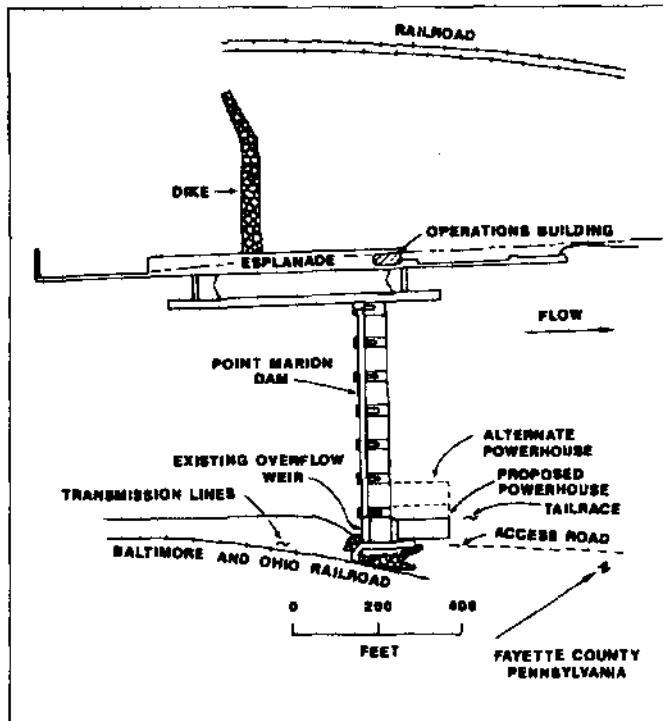 RAILROAD
DIKE
OPERATIONS BUILDING
ESPLANADE
FLOW
POINT MARION
DAM
ALTERNATE
POWERHOUSE
EXISTING OVERFLOW
WEIR
PROPOSED
POWERHOUSE
TRANSMISSION LINES
TAILRACE
ACCESS ROAD
BALTIMORE AND OHIO RAILROAD
0 200 400
FEET
FAYETTE COUNTY
PENNSYLVANIA